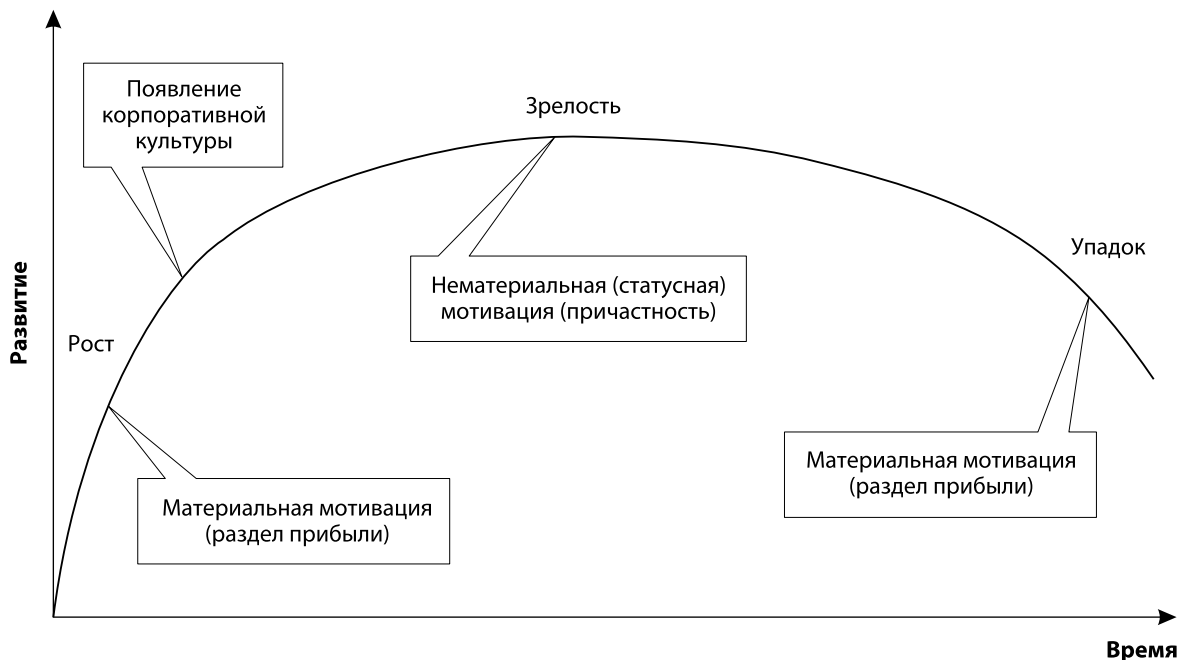 Появление
корпоративной
культуры
Зрелость
Упадок
Нематериальная (статусная)
мотивация (причастность)
Развитие
Рост
Материальная мотивация
(раздел прибыли)
Материальная мотивация
(раздел прибыли)
Время